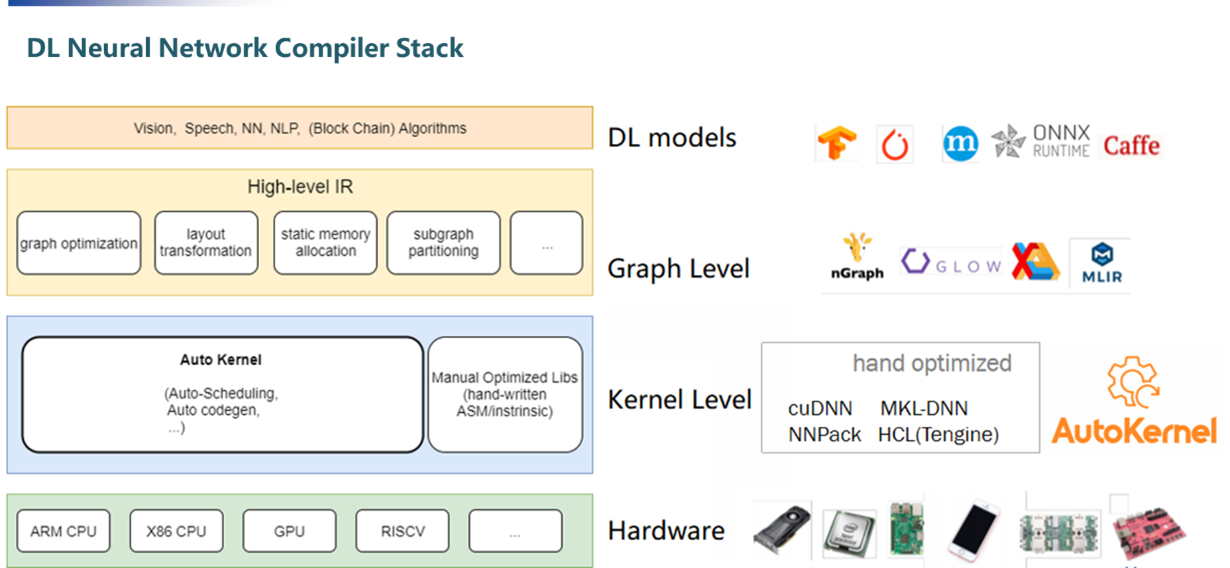 DL Neural Network Compiler Stack
Vision, Speech, NN, NLP, (Block Chain) Algorithms
DL models
m
ONNX
RUNTIME
Caffe
High-level IR
graph optimization
layout
transformation
static memory
allocation
subgraph
partitioning
...
Graph Level
nGraph
GLOW
MLIR
Auto Kernel
(Auto-Scheduling,
Auto codegen,
...)
Manual Optimized Libs
(hand-written
ASM/instrinsic)
Kernel Level
hand optimized
cuDNN MKL-DNN
NNPack HCL(Tengine)
AutoKernel
ARM CPU
X86 CPU
GPU
RISCV
...
Hardware